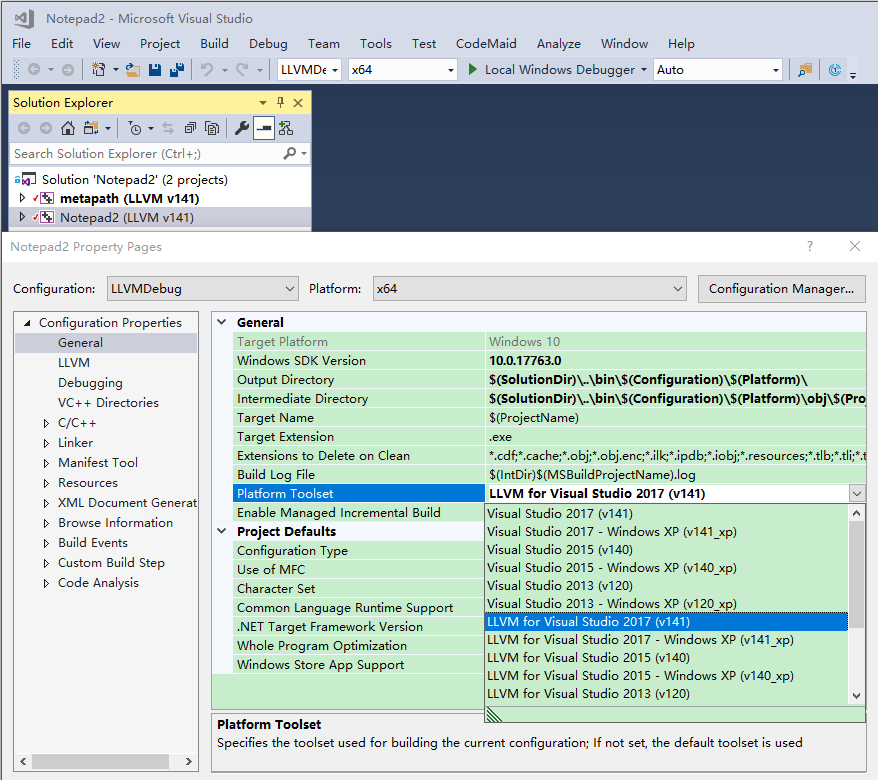 Notepad2 - Microsoft Visual Studio
File Edit View Project Build Debug Team Tools Test CodeMaid Analyze Window Help
LLVMDe x64 Local Windows Debugger Auto
Solution Explorer
Search Solution Explorer (Ctrl+;)
Solution 'Notepad2' (2 projects)
metapath (LLVM v141)
Notepad2 (LLVM v141)
Notepad2 Property Pages
Configuration: LLVMDebug Platform: x64 Configuration Manager...
Configuration Properties
General
LLVM
Debugging
VC++ Directories
C/C++
Linker
Manifest Tool
Resources
XML Document Generat
Browse Information
Build Events
Custom Build Step
Code Analysis
General
Target Platform Windows 10
Windows SDK Version 10.0.17763.0
Output Directory $(SolutionDir)\..\bin\$(Configuration)\$(Platform)\
Intermediate Directory $(SolutionDir)\..\bin\$(Configuration)\$(Platform)\obj\$(Proj
Target Name $(ProjectName)
Target Extension .exe
Extensions to Delete on Clean *.cdf;*.cache;*.obj;*.obj.enc;*.ilk;*.ipdb;*.iobj;*.resources;*.tlb;*.tli;*.t
Build Log File $(IntDir)$(MSBuildProjectName).log
Platform Toolset LLVM for Visual Studio 2017 (v141)
Enable Managed Incremental Build
Project Defaults
Configuration Type
Use of MFC
Character Set
Common Language Runtime Support
.NET Target Framework Version
Whole Program Optimization
Windows Store App Support
Visual Studio 2017 (v141)
Visual Studio 2017 - Windows XP (v141_xp)
Visual Studio 2015 (v140)
Visual Studio 2015 - Windows XP (v140_xp)
Visual Studio 2013 (v120)
Visual Studio 2013 - Windows XP (v120_xp)
LLVM for Visual Studio 2017 (v141)
LLVM for Visual Studio 2017 - Windows XP (v141_xp)
LLVM for Visual Studio 2015 (v140)
LLVM for Visual Studio 2015 - Windows XP (v140_xp)
LLVM for Visual Studio 2013 (v120)
Platform Toolset
Specifies the toolset used for building the current configuration; If not set, the default toolset is used